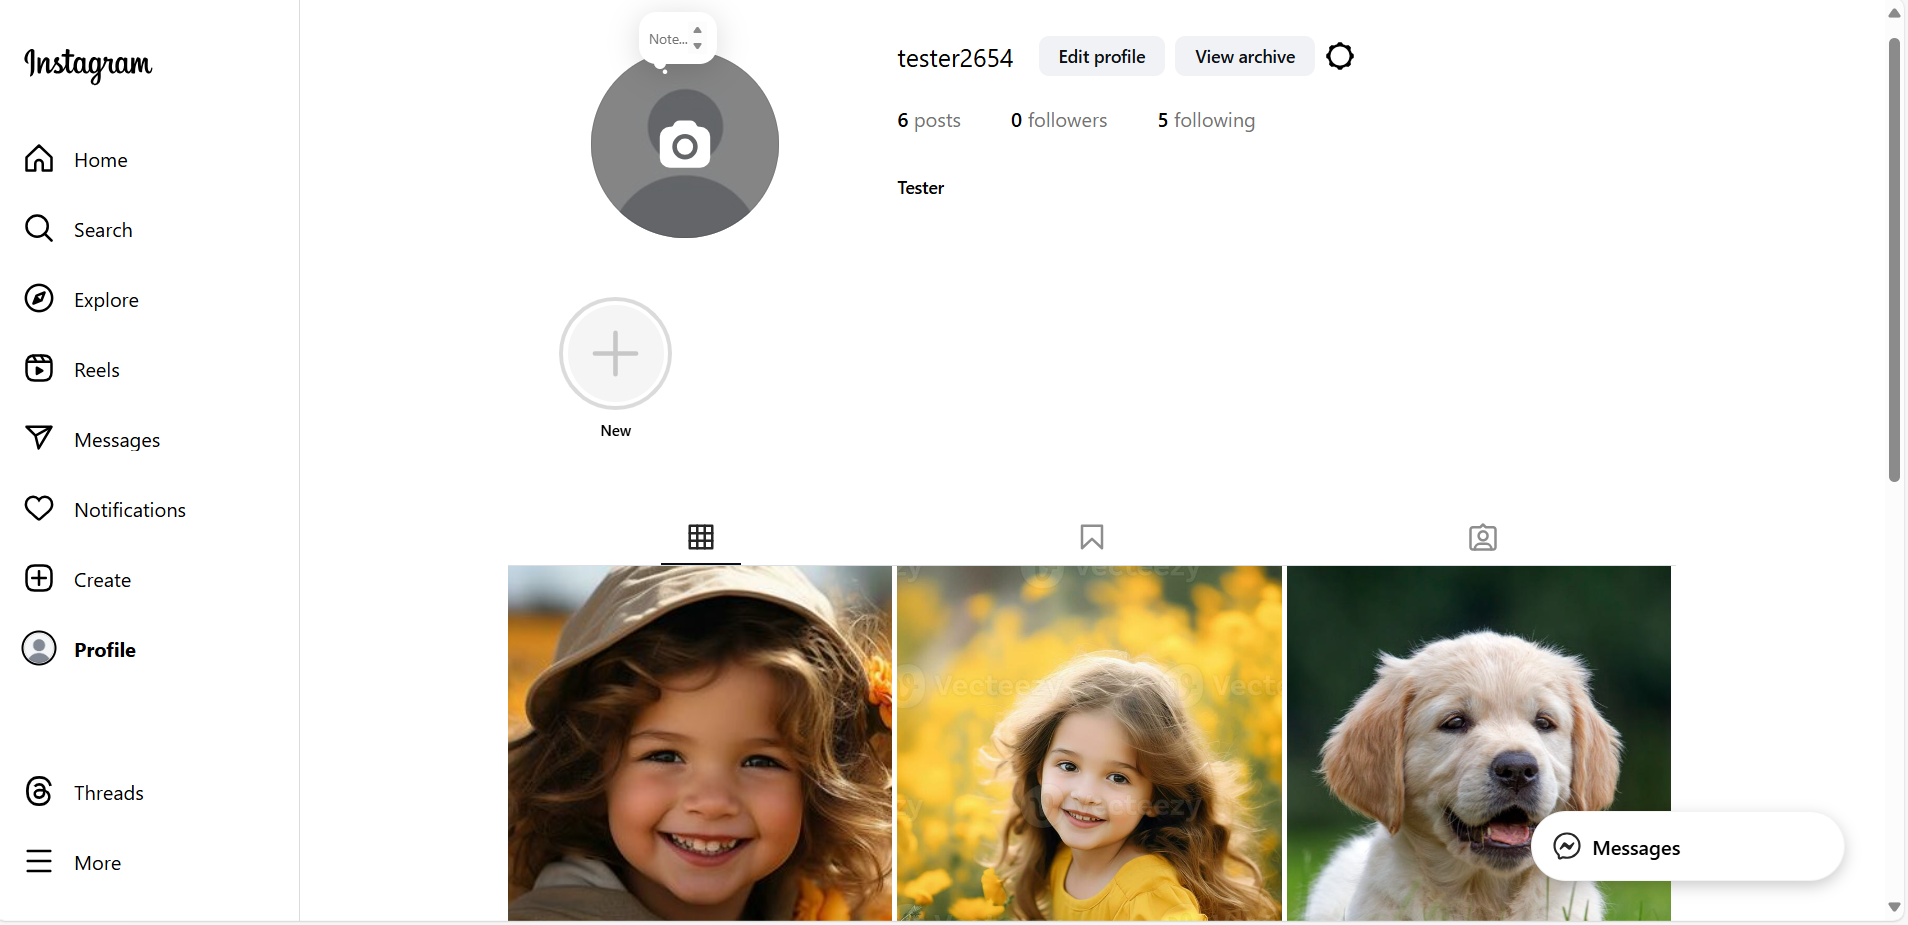 Instagram
Home
Search
Explore
Reels
Messages
Notifications
Create
Profile
Threads
More
Note...
tester2654
Edit profile
View archive
6 posts
0 followers
5 following
Tester
New
Vecteezy
Vecteezy
Vect
Vecteezy
Messages